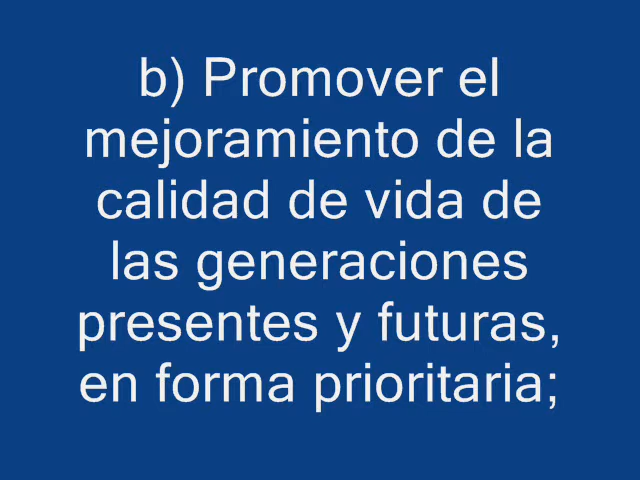 b) Promover el
mejoramiento de la
calidad de vida de
las generaciones
presentes y futuras,
en forma prioritaria;